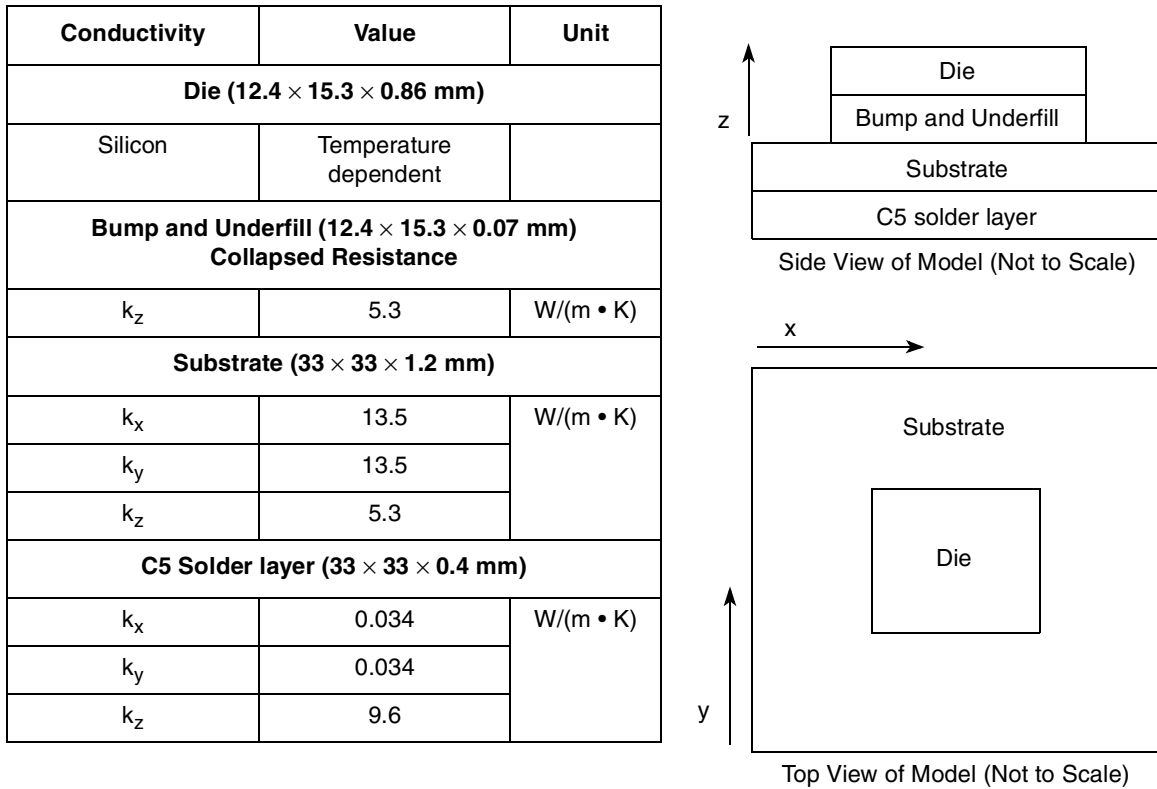 Conductivity Value Unit
Die (12.4 × 15.3 × 0.86 mm)
Silicon Temperature
dependent
Bump and Underfill (12.4 × 15.3 × 0.07 mm)
Collapsed Resistance
kz 5.3 W/(m • K)
Substrate (33 × 33 × 1.2 mm)
kx 13.5 W/(m • K)
ky 13.5
kz 5.3
C5 Solder layer (33 × 33 × 0.4 mm)
kx 0.034 W/(m • K)
ky 0.034
kz 9.6
z
Die
Bump and Underfill
Substrate
C5 solder layer
Side View of Model (Not to Scale)
x
Substrate
Die
y
Top View of Model (Not to Scale)